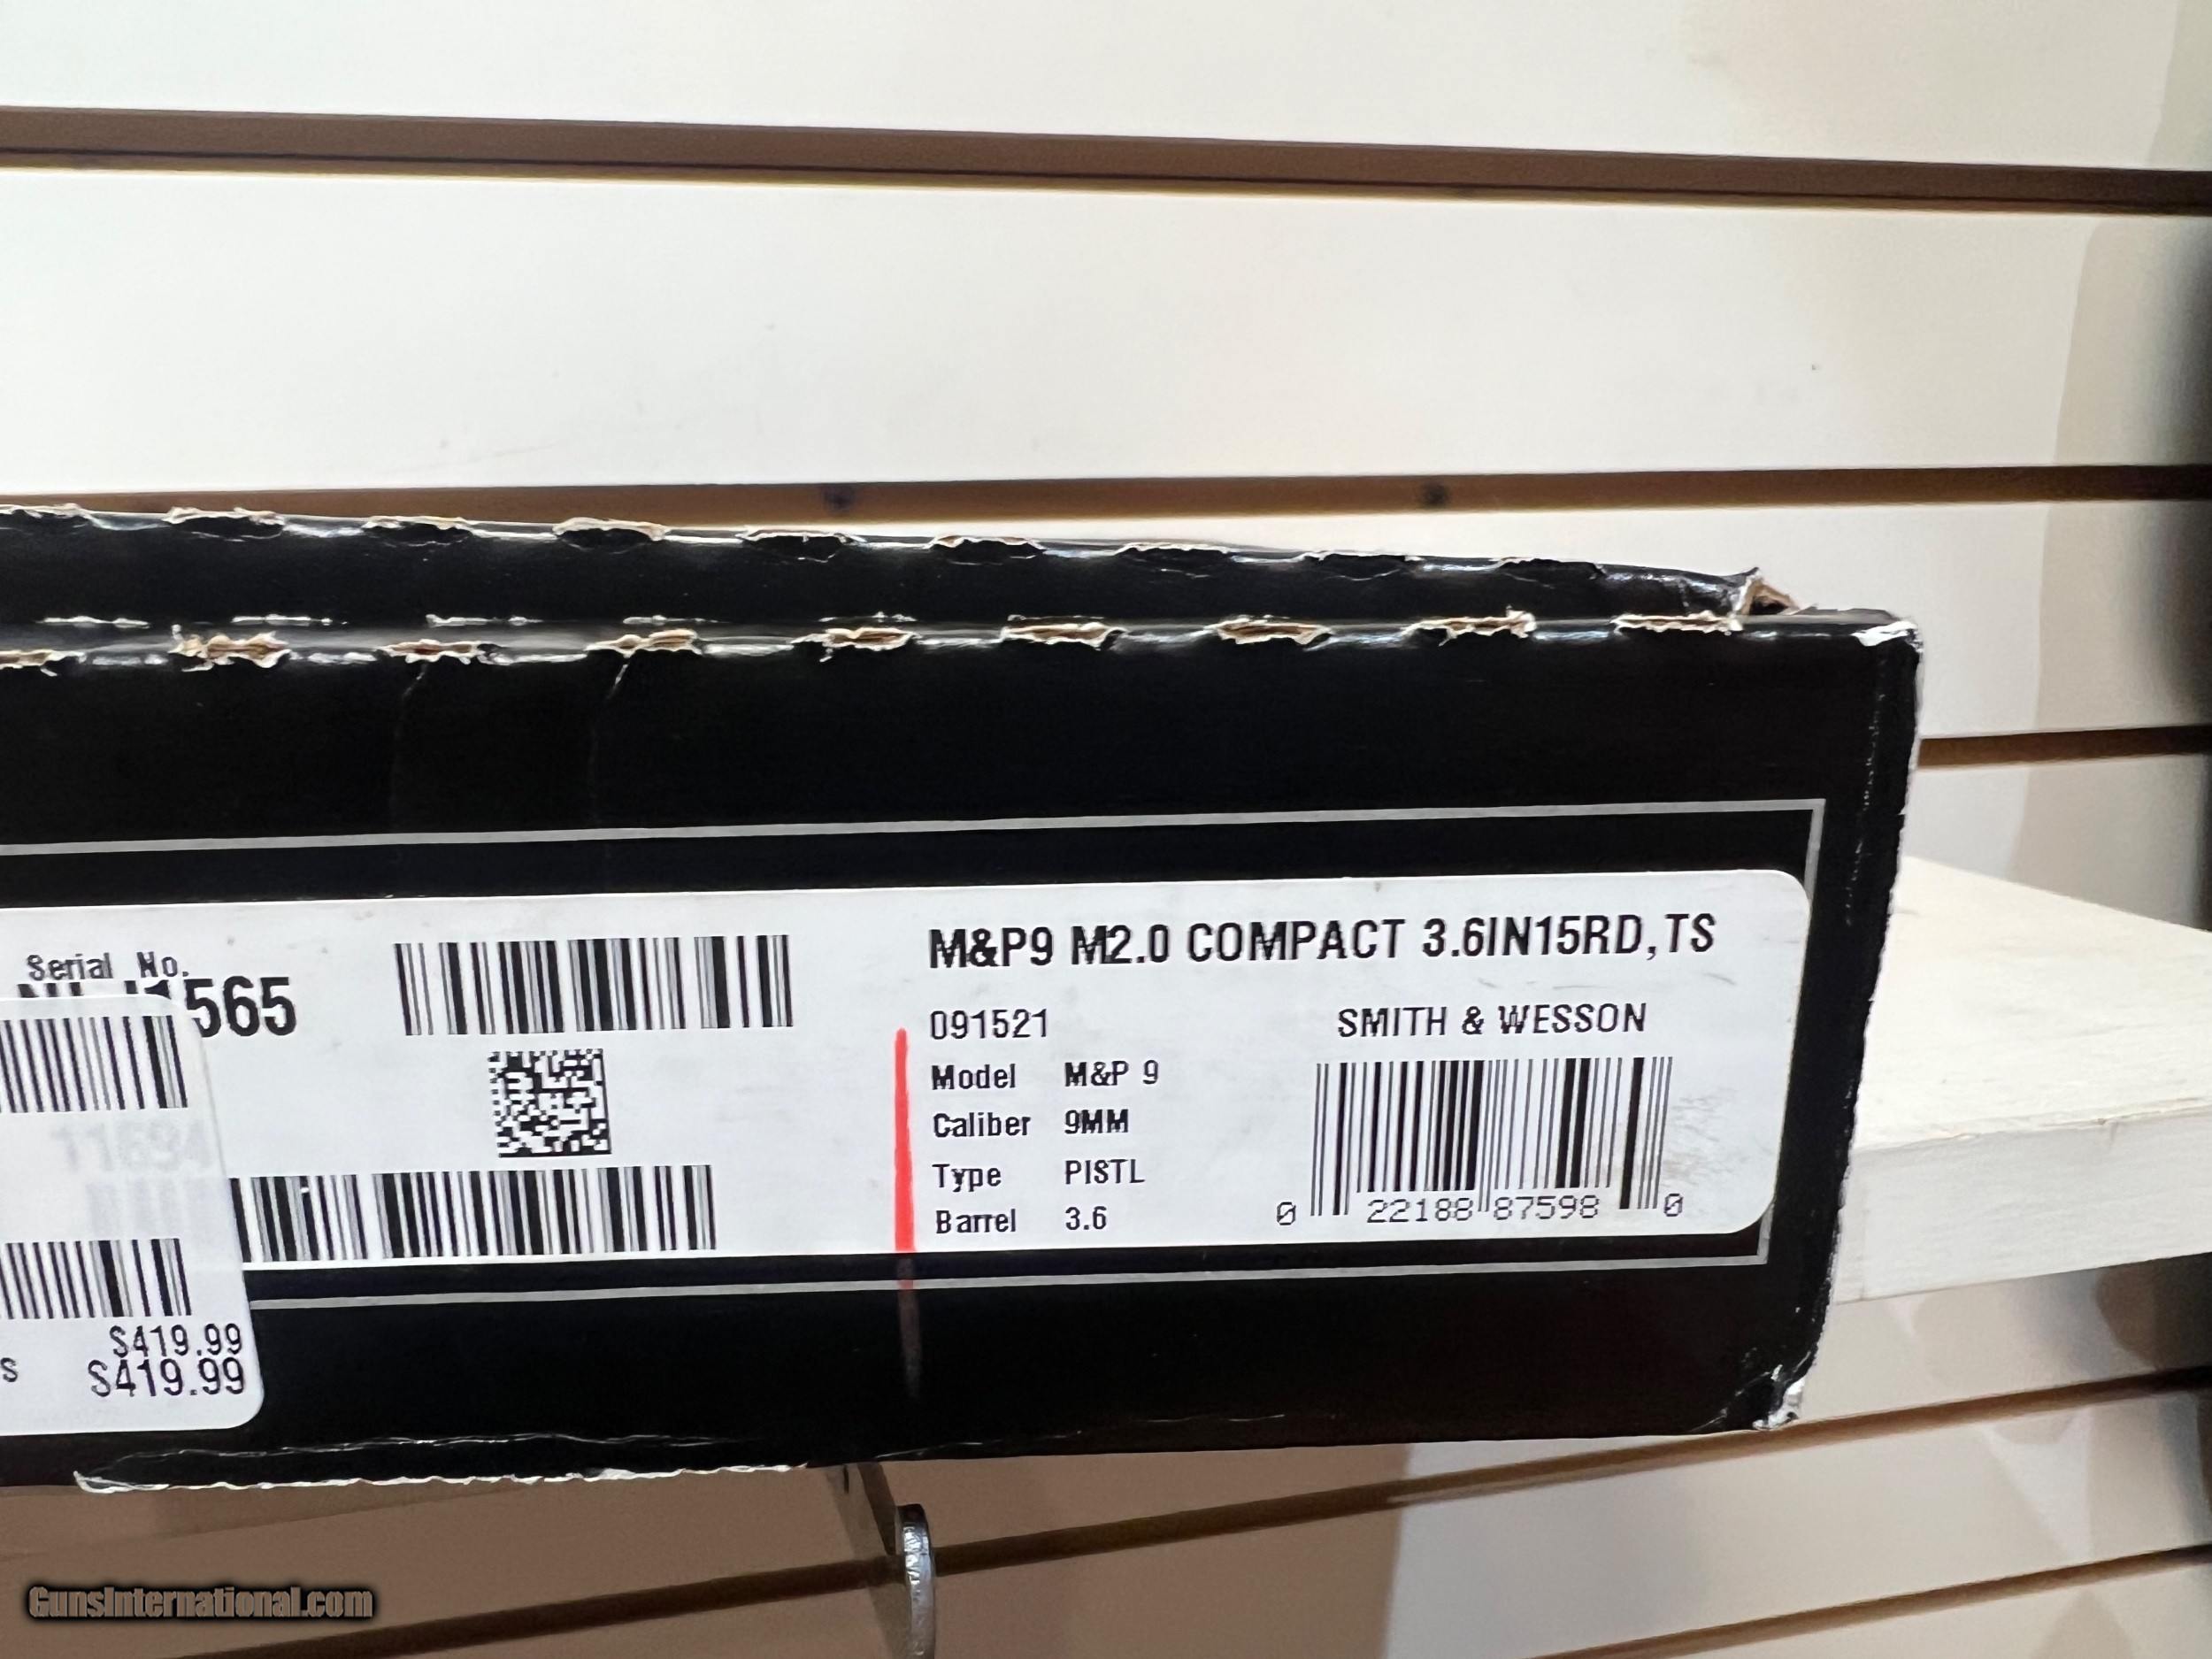 Serial No.
565
M&P9 M2.0 COMPACT 3.6IN15RD,TS
091521
SMITH & WESSON
Model M&P 9
Caliber 9MM
Type PISTL
Barrel 3.6
0 22188 87598 0
11694
$419.99
S $419.99
GunsInternational.com